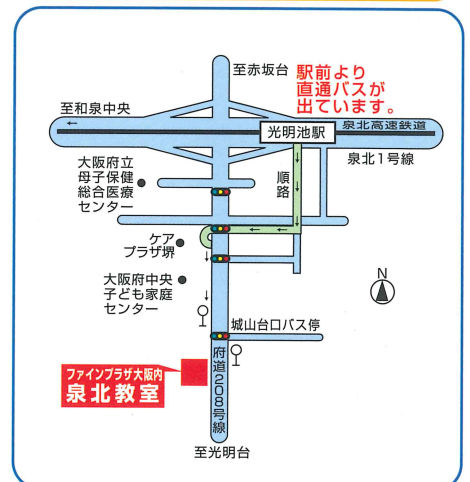 至赤坂台
駅前より
直通バスが
出ています。
至和泉中央
光明池駅
泉北高速鉄道
泉北1号線
大阪府立
母子保健
総合医療
センター
順路
ケア
プラザ堺
大阪府中央
子ども家庭
センター
N
城山台口バス停
ファインプラザ大阪内
泉北教室
府道208号線
至光明台